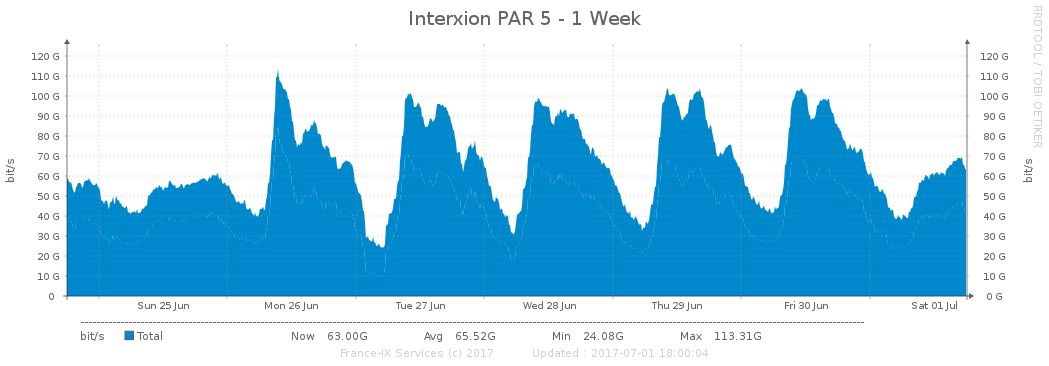 Interxion PAR 5 - 1 Week
RRDTOOL / TOBI OETIKER
bit/s
120 G
110 G
100 G
90 G
80 G
70 G
60 G
50 G
40 G
30 G
20 G
10 G
0
120 G
110 G
100 G
90 G
80 G
70 G
60 G
50 G
40 G
30 G
20 G
10 G
0 G
bit/s
Sun 25 Jun Mon 26 Jun Tue 27 Jun Wed 28 Jun Thu 29 Jun Fri 30 Jun Sat 01 Jul
bit/s Total Now 63.00G Avg 65.52G Min 24.08G Max 113.31G
France-IX Services (c) 2017 Updated : 2017-07-01 18:00:04